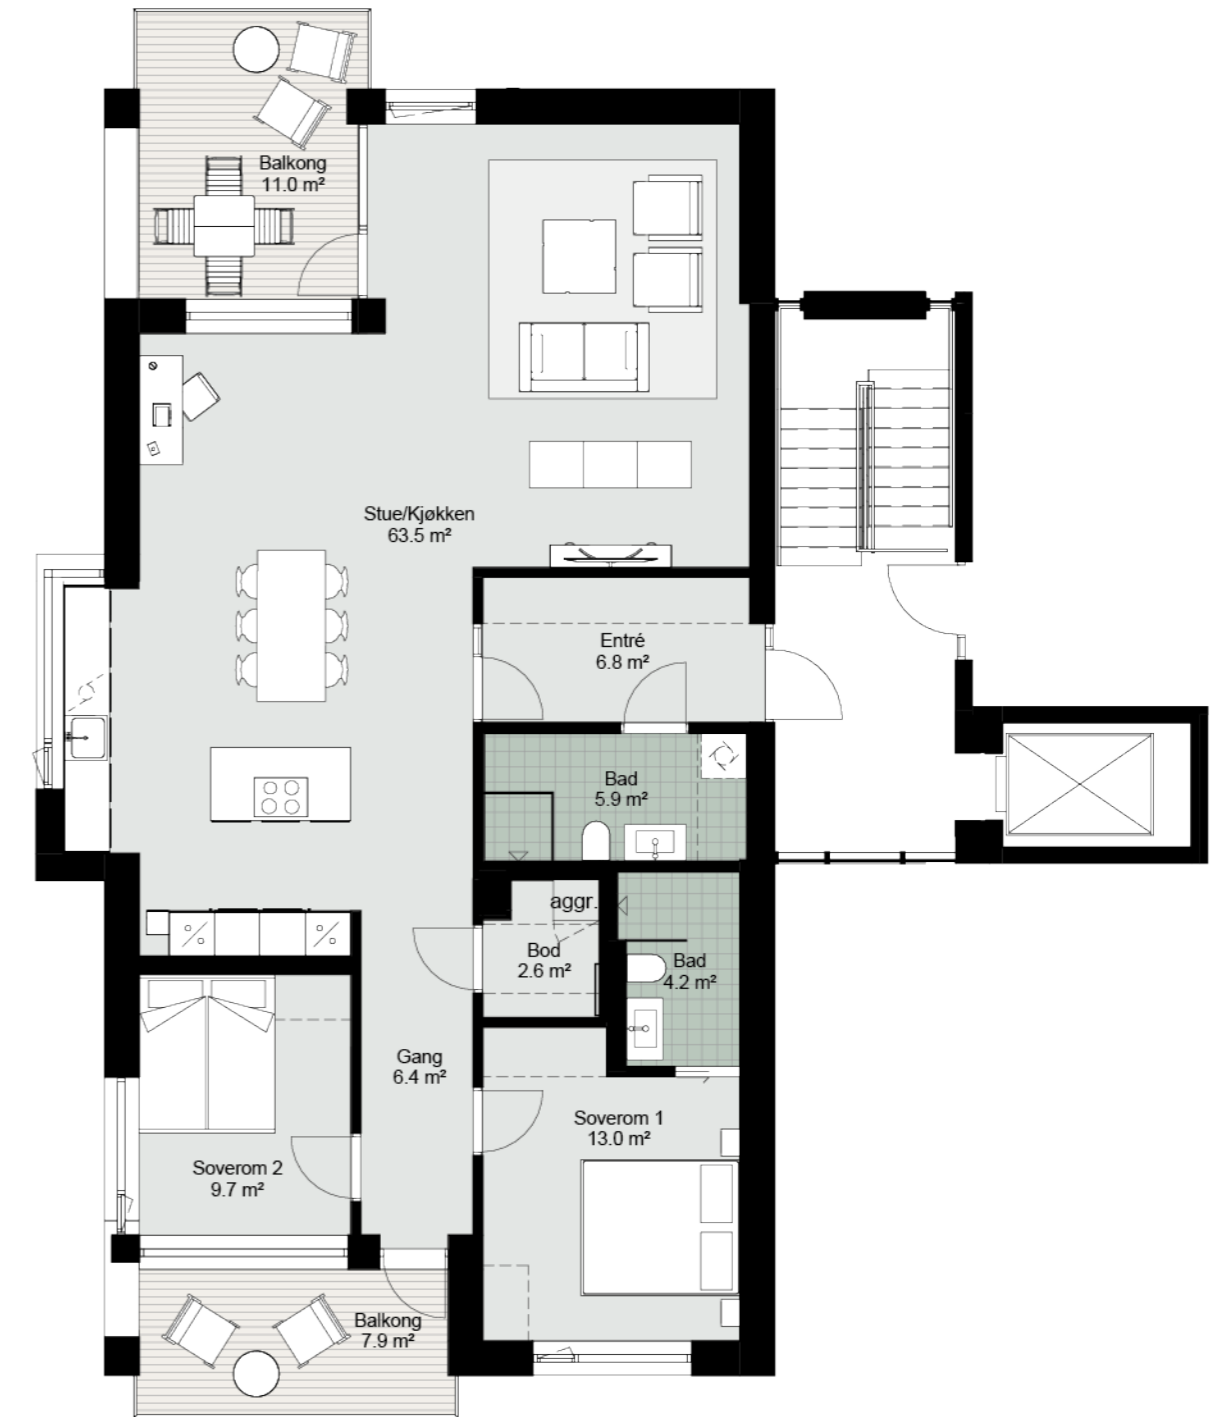 Balkong
11.0 m²
Stue/Kjøkken
63.5 m²
Entré
6.8 m²
Bad
5.9 m²
aggr.
Bod
2.6 m²
Bad
4.2 m²
Gang
6.4 m²
Soverom 1
13.0 m²
Soverom 2
9.7 m²
Balkong
7.9 m²